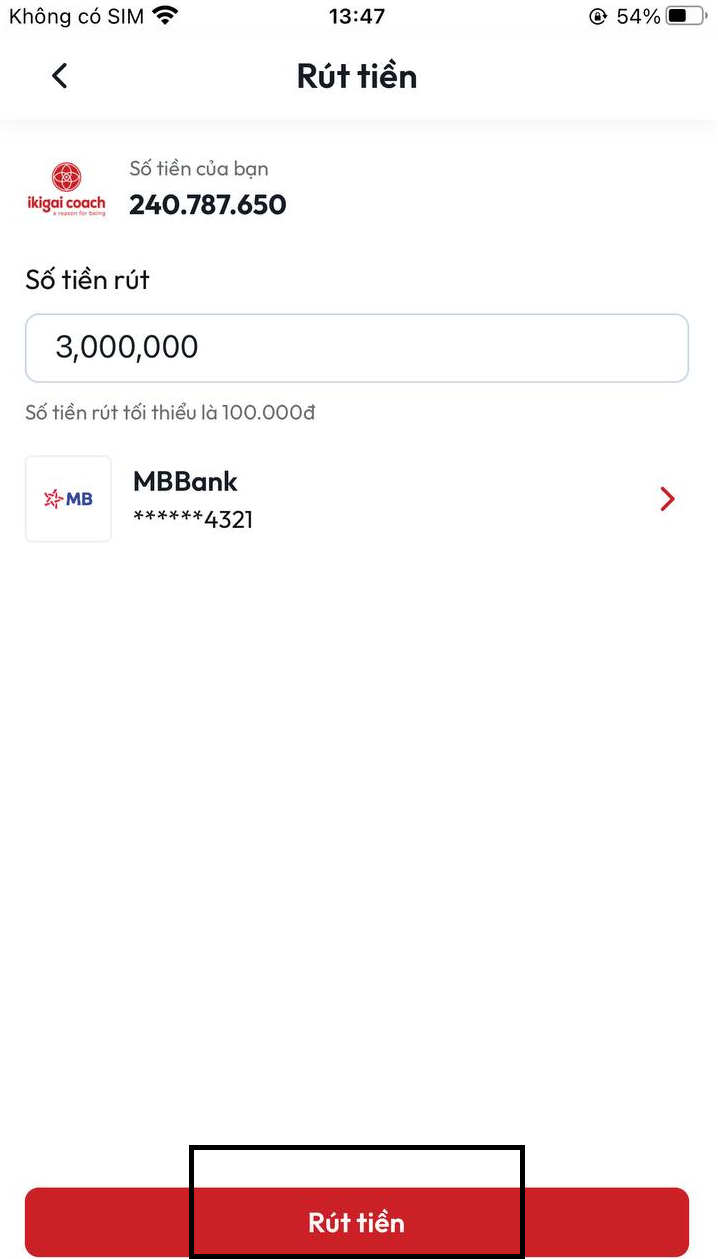 Không có SIM
13:47
54%
Rút tiền
Số tiền của bạn
240.787.650
ikigai coach
a reason for being
Số tiền rút
3,000,000
Số tiền rút tối thiểu là 100.000đ
MBBank
MB
******4321
Rút tiền